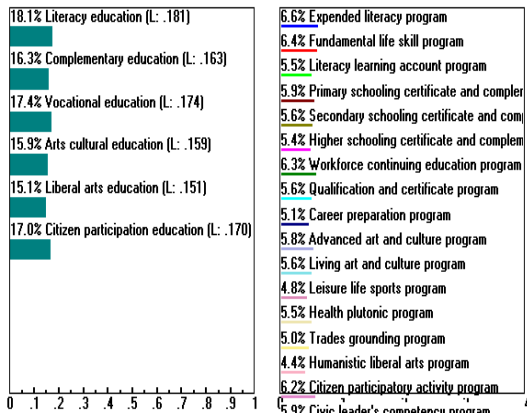 18.1% Literacy education (L: .181)
16.3% Complementary education (L: .163)
17.4% Vocational education (L: .174)
15.9% Arts cultural education (L: .159)
15.1% Liberal arts education (L: .151)
17.0% Citizen participation education (L: .170)
0 .1 .2 .3 .4 .5 .6 .7 .8 .9 1
6.6% Expended literacy program
6.4% Fundamental life skill program
5.5% Literacy learning account program
5.9% Primary schooling certificate and complem
5.6% Secondary schooling certificate and com
5.4% Higher schooling certificate and complem
6.3% Workforce continuing education program
5.6% Qualification and certificate program
5.1% Career preparation program
5.8% Advanced art and culture program
5.6% Living art and culture program
4.8% Leisure life sports program
5.5% Health plutonic program
5.0% Trades grounding program
4.4% Humanistic liberal arts program
6.2% Citizen participatory activity program
5.9% Civic leader's competency program